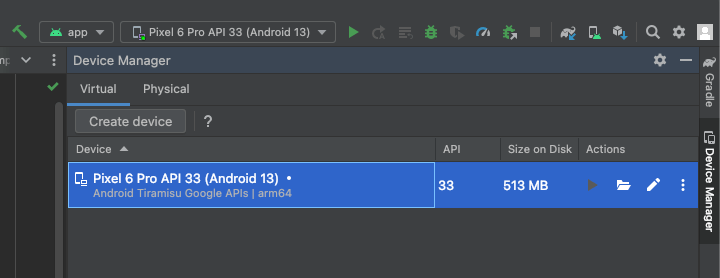 app
Pixel 6 Pro API 33 (Android 13)
Device Manager
Virtual
Physical
Create device
?
Device
API
Size on Disk
Actions
Pixel 6 Pro API 33 (Android 13) •
33
513 MB
Android Tiramisu Google APIs | arm64
Gradle
Device Manager